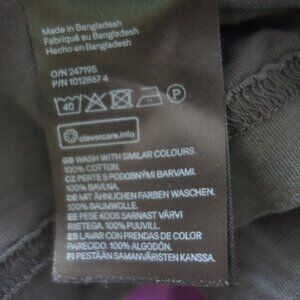 Made in Bangladesh
Fabriqué au Bangladesh
Hecho en Bangladesh
O/N 247195
P/N 1012867 4
40 P
clevercare.info
GB WASH WITH SIMILAR COLOURS.
100% COTTON.
CZ PERTE S PODOBNÝMI BARVAMI.
100% BAVLNA.
DE MIT ÄHNLICHEN FARBEN WASCHEN.
100% BAUMWOLLE.
EE PESE KOOS SARNAST VÄRVI
RIIETEGA. 100% PUUVILL.
ES LAVAR CON PRENDAS DE COLOR
PARECIDO. 100% ALGODÓN.
FI PESTÄÄN SAMANVÄRISTEN KANSSA.